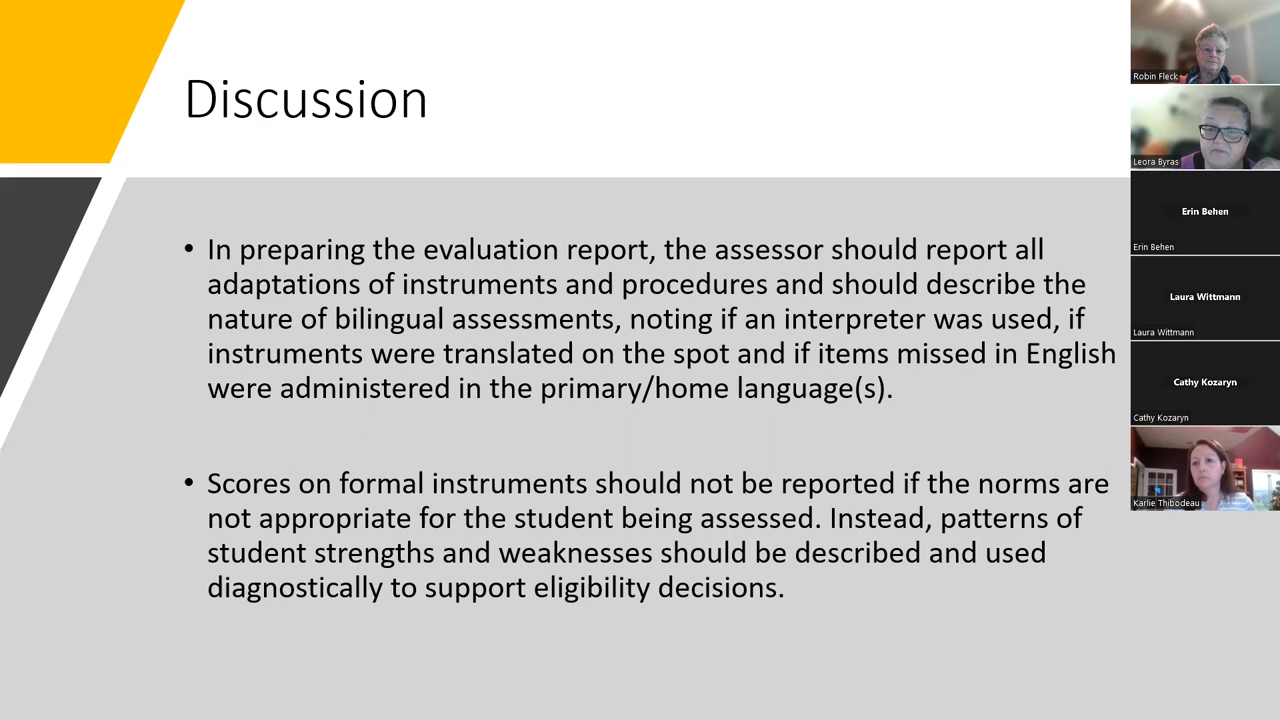 Discussion
• In preparing the evaluation report, the assessor should report all
adaptations of instruments and procedures and should describe the
nature of bilingual assessments, noting if an interpreter was used, if
instruments were translated on the spot and if items missed in English
were administered in the primary/home language(s).
• Scores on formal instruments should not be reported if the norms are
not appropriate for the student being assessed. Instead, patterns of
student strengths and weaknesses should be described and used
diagnostically to support eligibility decisions.
Robin Fleck
Leora Byras
Erin Behen
Erin Behen
Laura Wittmann
Laura Wittmann
Cathy Kozaryn
Cathy Kozaryn
Karlie Thibodeau